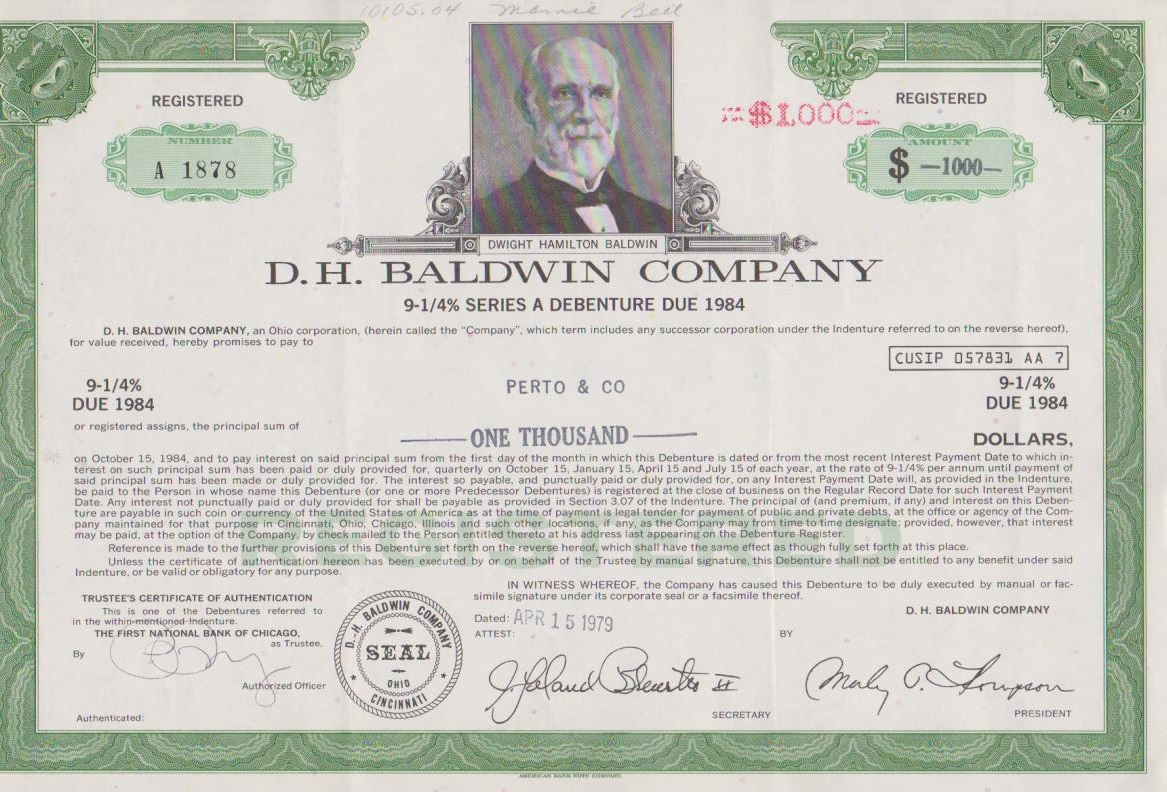 10105.04
REGISTERED
REGISTERED
$1,000
NUMBER
A 1878
AMOUNT
$ —1000—
DWIGHT HAMILTON BALDWIN
D.H. BALDWIN COMPANY
9-1/4% SERIES A DEBENTURE DUE 1984
D. H. BALDWIN COMPANY, an Ohio corporation, (herein called the "Company", which term includes any successor corporation under the Indenture referred to on the reverse hereof),
for value received, hereby promises to pay to
CUSIP 057831 AA 7
PERTO & CO
9-1/4%
DUE 1984
9-1/4%
DUE 1984
or registered assigns, the principal sum of
—ONE THOUSAND—
DOLLARS,
on October 15, 1984, and to pay interest on said principal sum from the first day of the month in which this Debenture is dated or from the most recent Interest Payment Date to which in-
terest on such principal sum has been paid or duly provided for, quarterly on October 15, January 15, April 15 and July 15 of each year, at the rate of 9-1/4% per annum until payment of
said principal sum has been made or duly provided for. The interest so payable, and punctually paid or duly provided for, on any Interest Payment Date will, as provided in the Indenture,
be paid to the Person in whose name this Debenture (or one or more Predecessor Debentures) is registered at the close of business on the Regular Record Date for such Interest Payment
Date. Any interest not punctually paid or duly provided for shall be payable as provided in Section 3.07 of the Indenture. The principal of (and premium, if any) and interest on this Deben-
ture are payable in such coin or currency of the United States of America as at the time of payment is legal tender for payment of public and private debts, at the office or agency of the Com-
pany maintained for that purpose in Cincinnati, Ohio, Chicago, Illinois and such other locations, if any, as the Company may from time to time designate; provided, however, that interest
may be paid, at the option of the Company, by check mailed to the Person entitled thereto at his address last appearing on the Debenture Register.
Reference is made to the further provisions of this Debenture set forth on the reverse hereof, which shall have the same effect as though fully set forth at this place.
Unless the certificate of authentication hereon has been executed by or on behalf of the Trustee by manual signature, this Debenture shall not be entitled to any benefit under said
Indenture, or be valid or obligatory for any purpose.
IN WITNESS WHEREOF, the Company has caused this Debenture to be duly executed by manual or fac-
simile signature under its corporate seal or a facsimile thereof.
TRUSTEE'S CERTIFICATE OF AUTHENTICATION
This is one of the Debentures referred to
in the within-mentioned Indenture.
THE FIRST NATIONAL BANK OF CHICAGO,
as Trustee,
By
Authorized Officer
Authenticated:
D. H. BALDWIN COMPANY
SEAL
OHIO
CINCINNATI
Dated: APR 15 1979
ATTEST:
SECRETARY
D. H. BALDWIN COMPANY
BY
PRESIDENT
AMERICAN BANK NOTE COMPANY.